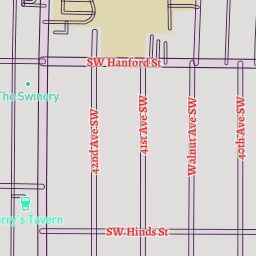 SW Hanford St
The Swinery
42nd Ave SW
41st Ave SW
Walnut Ave SW
40th Ave SW
arry's Tavern
SW Hinds St